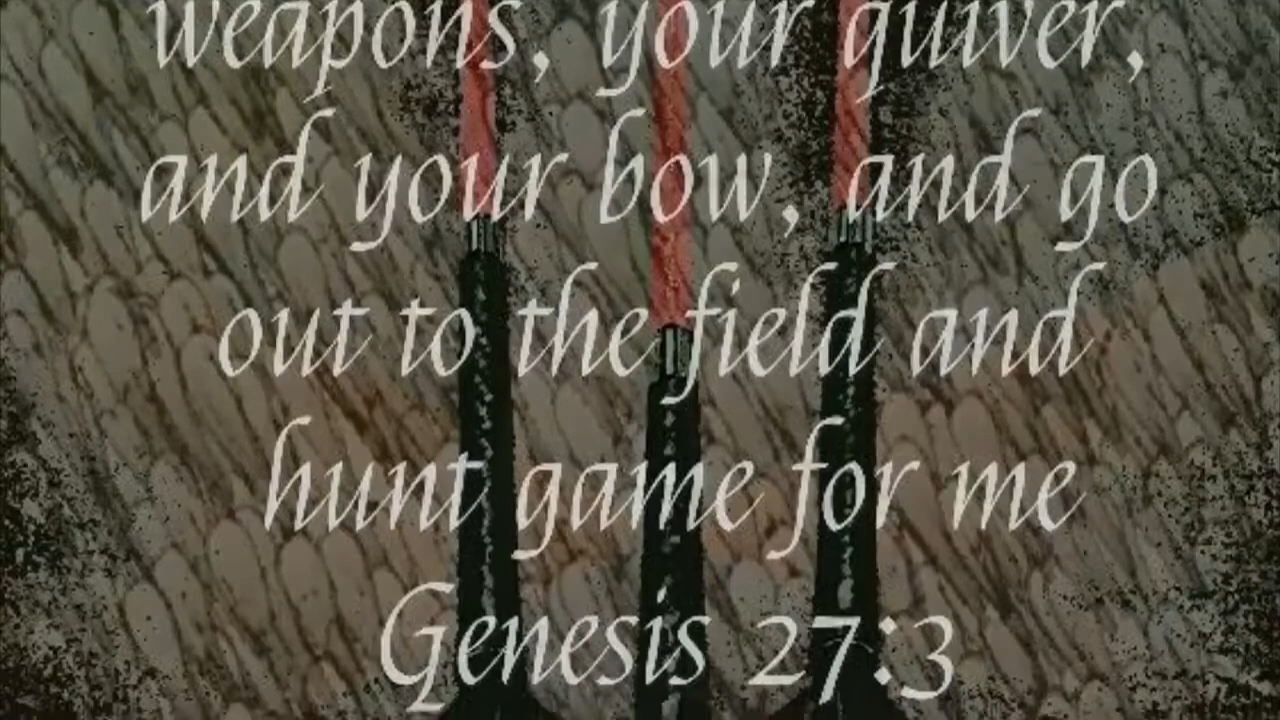 weapons, your quiver,
and your bow, and go
out to the field and
hunt game for me
Genesis 27:3